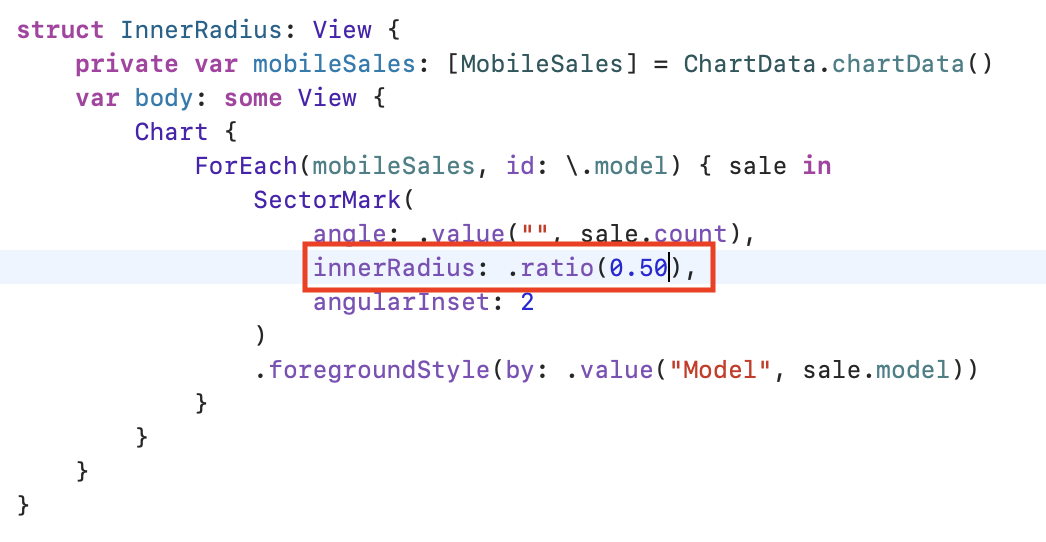 struct InnerRadius: View {
private var mobileSales: [MobileSales] = ChartData.chartData()
var body: some View {
Chart {
ForEach(mobileSales, id: \.model) { sale in
SectorMark(
angle: .value("", sale.count),
innerRadius: .ratio(0.50),
angularInset: 2
)
.foregroundStyle(by: .value("Model", sale.model))
}
}
}
}